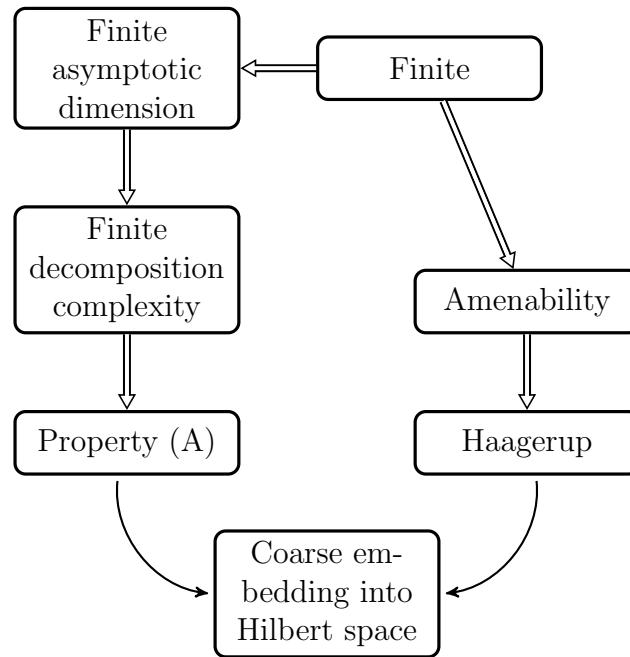 Finite
asymptotic
dimension
Finite
Finite
decomposition
complexity
Amenability
Property (A)
Haagerup
Coarse em-
bedding into
Hilbert space